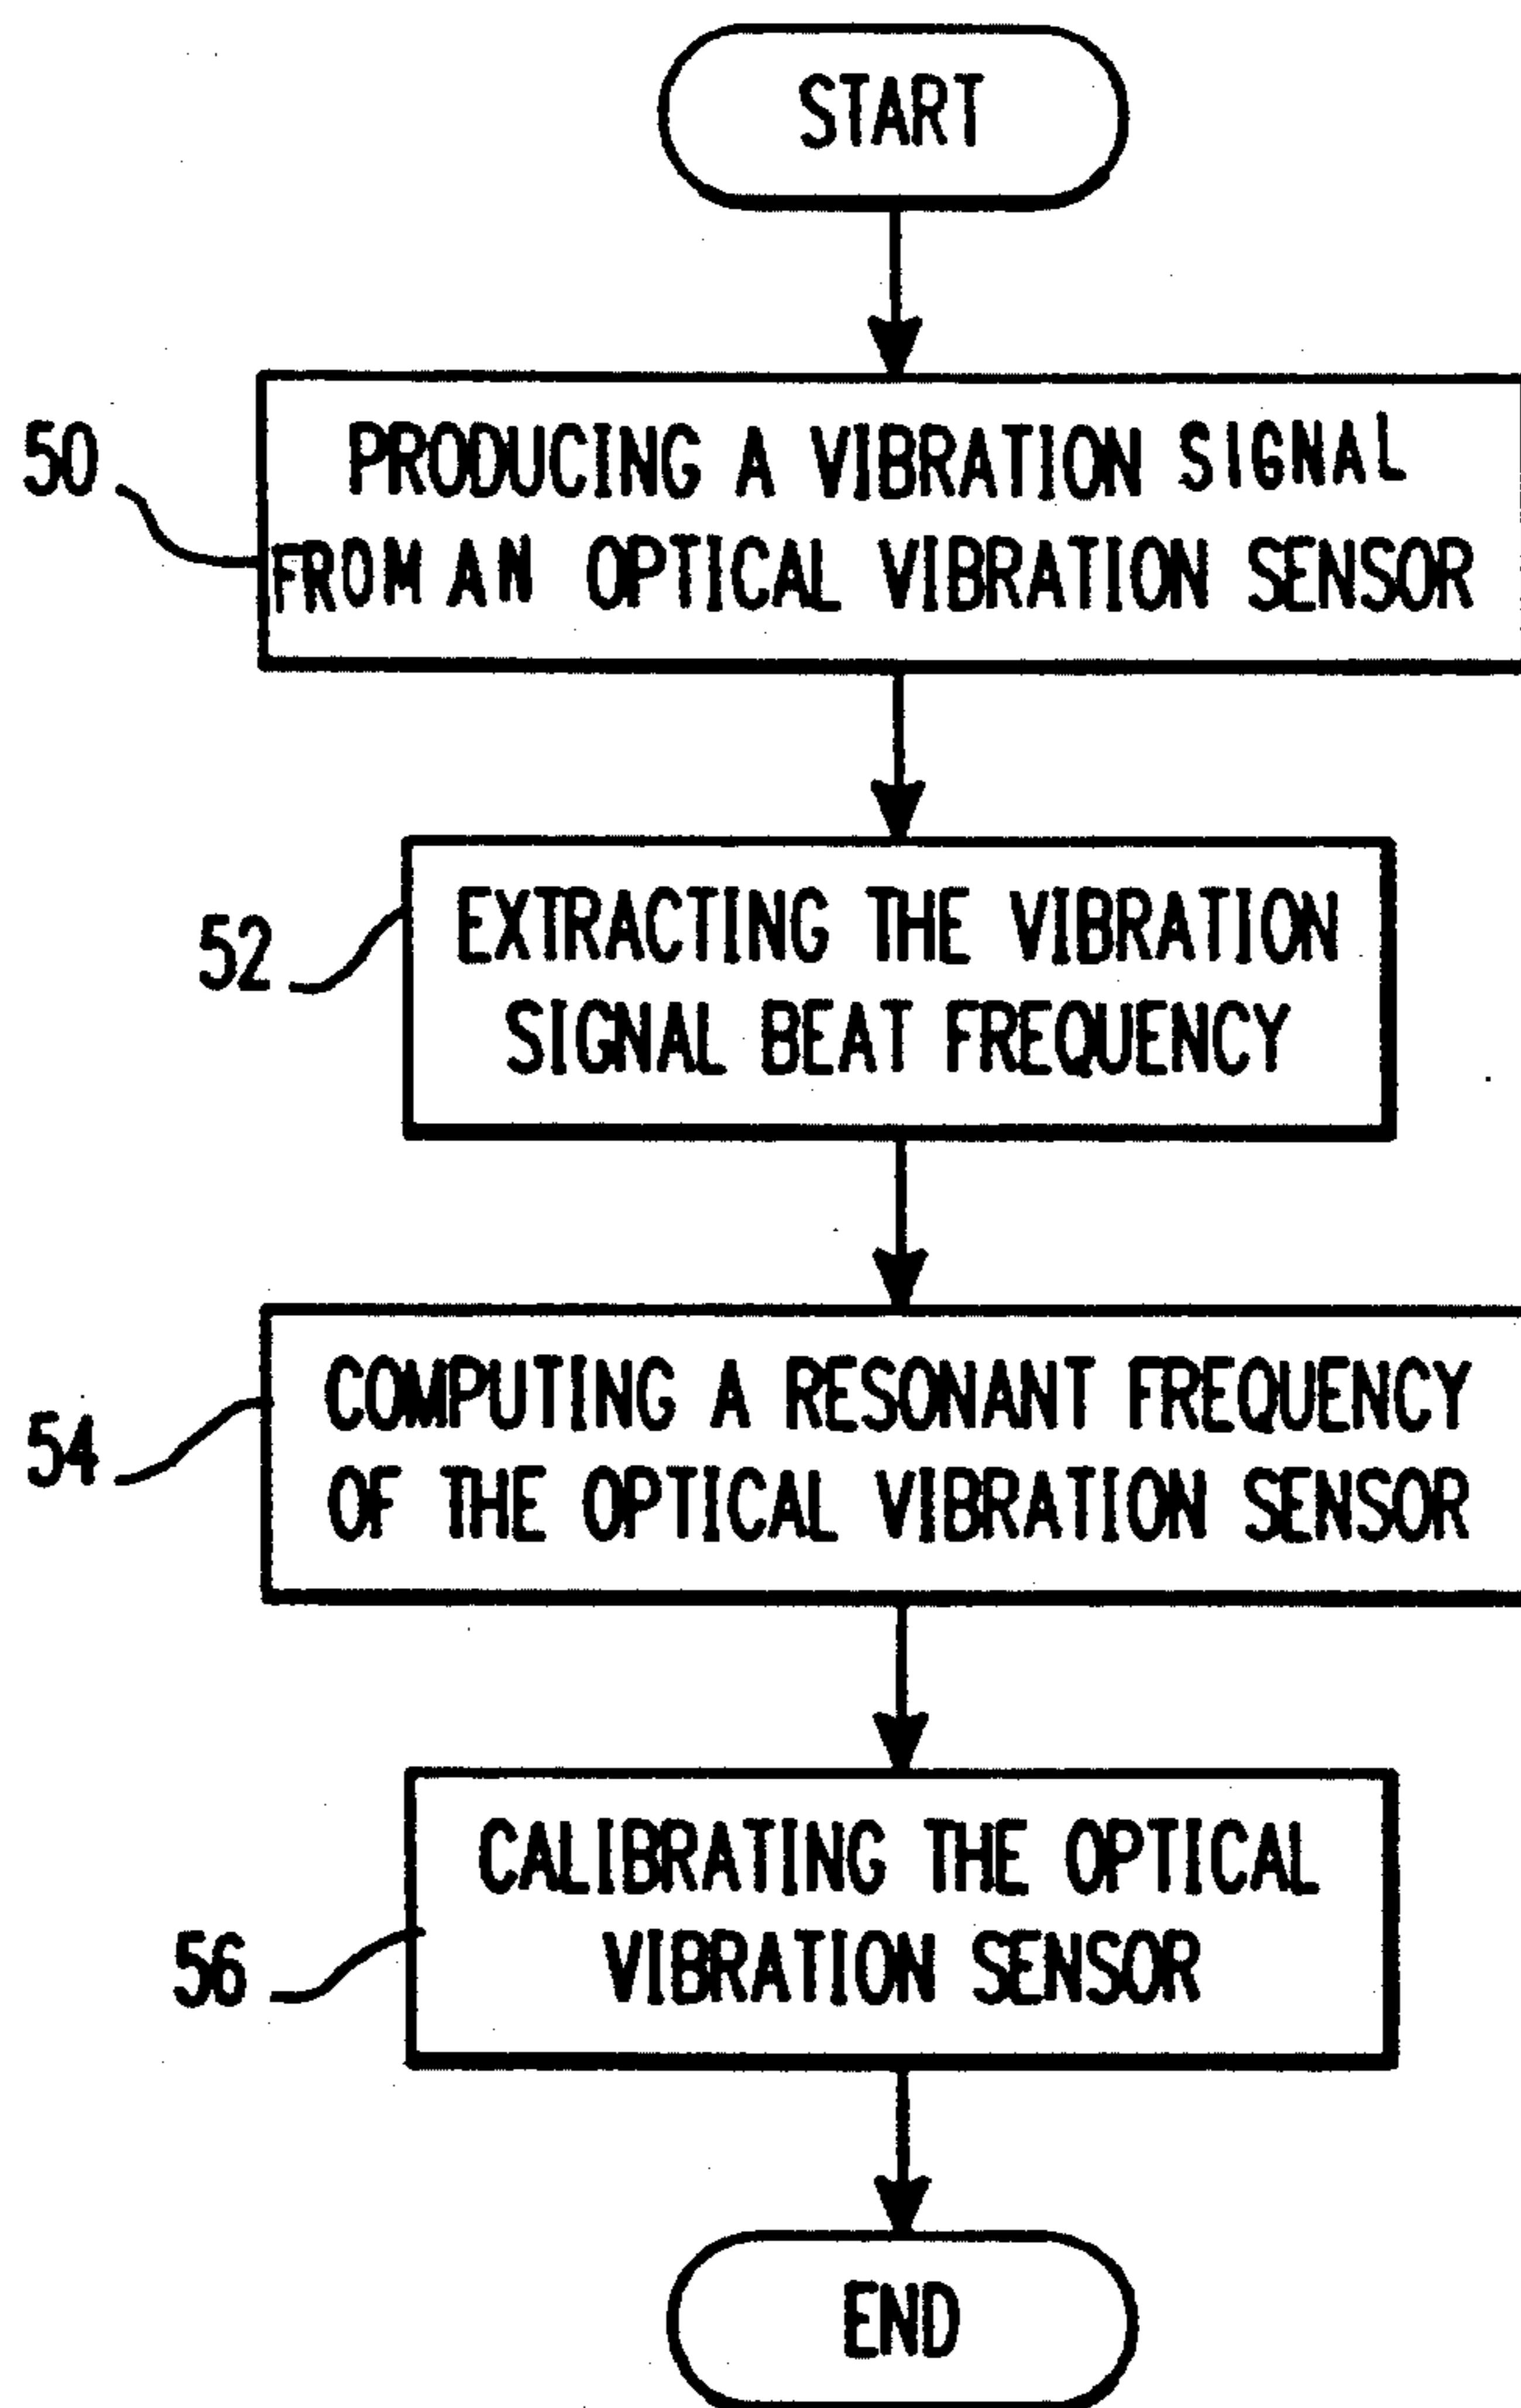 START
50
PRODUCING A VIBRATION SIGNAL
FROM AN OPTICAL VIBRATION SENSOR
52
EXTRACTING THE VIBRATION
SIGNAL BEAT FREQUENCY
54
COMPUTING A RESONANT FREQUENCY
OF THE OPTICAL VIBRATION SENSOR
56
CALIBRATING THE OPTICAL
VIBRATION SENSOR
END